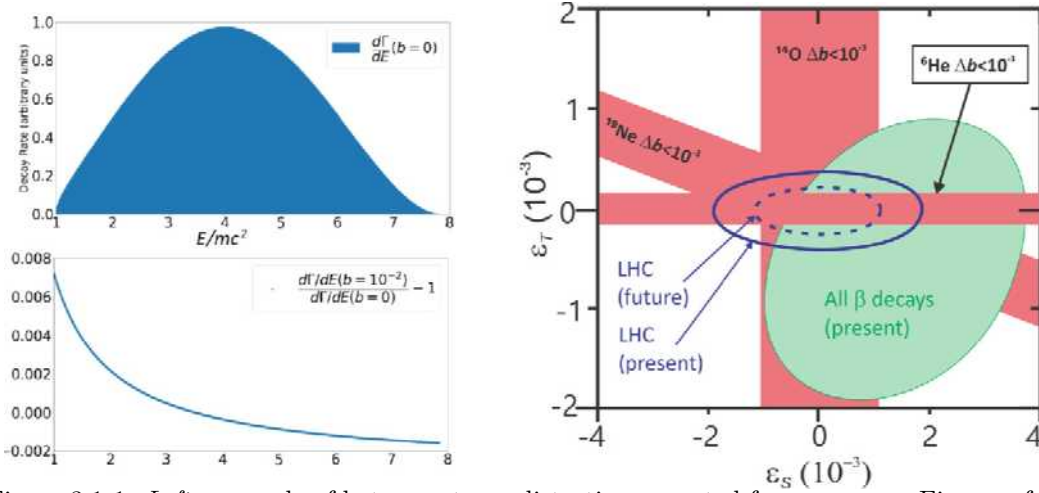 1.0
0.8
0.6
0.4
0.2
0.0
Decay Rate (arbitrary units)
dΓ/dE (b = 0)
1 2 3 4 5 6 7 8
E/mc²
0.008
0.006
0.004
0.002
0.000
-0.002
dΓ/dE(b = 10⁻²)
dΓ/dE(b = 0) − 1
1 2 3 4 5 6 7 8
2
1
0
-1
-2
ε_T (10⁻³)
¹⁴O Δb<10⁻³
⁶He Δb<10⁻³
¹⁹Ne Δb<10⁻³
LHC
(future)
LHC
(present)
All β decays
(present)
-4 -2 0 2 4
ε_S (10⁻³)